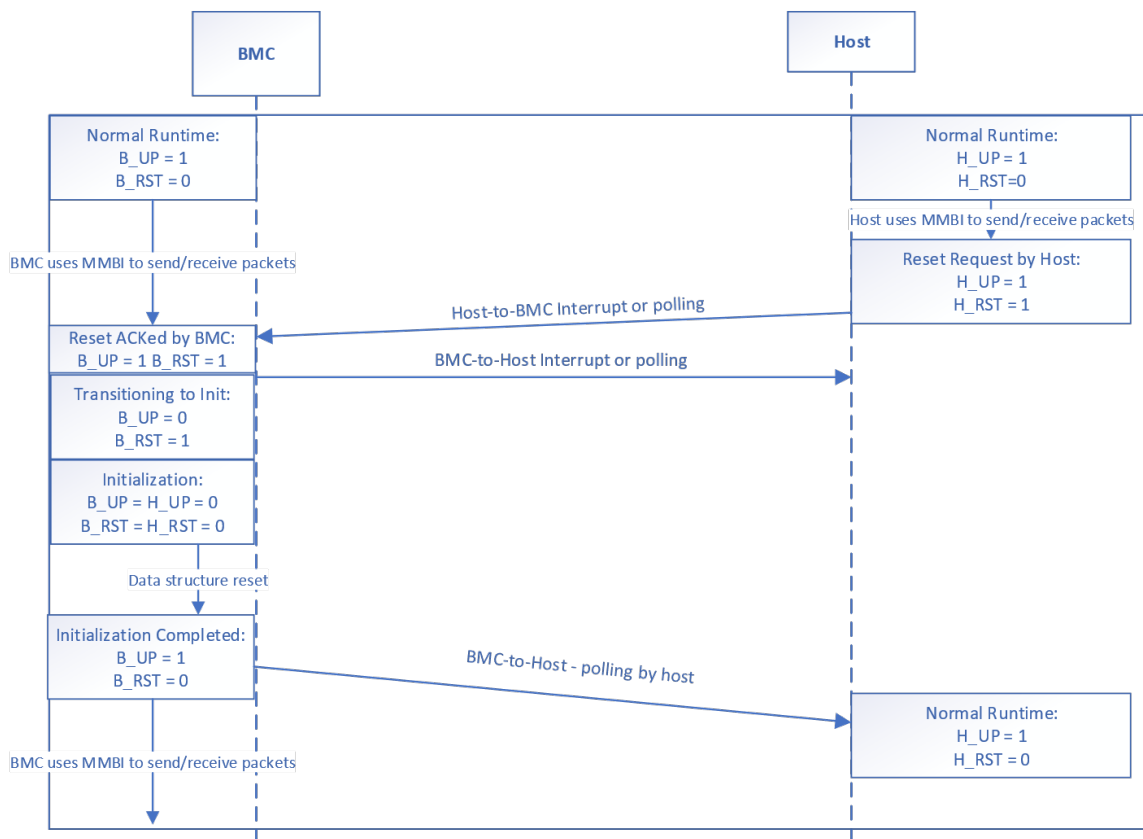 BMC
Host
Normal Runtime:
B_UP = 1
B_RST = 0
Normal Runtime:
H_UP = 1
H_RST=0
Host uses MMBI to send/receive packets
BMC uses MMBI to send/receive packets
Reset Request by Host:
H_UP = 1
H_RST = 1
Host-to-BMC Interrupt or polling
Reset ACKed by BMC:
B_UP = 1 B_RST = 1
BMC-to-Host Interrupt or polling
Transitioning to Init:
B_UP = 0
B_RST = 1
Initialization:
B_UP = H_UP = 0
B_RST = H_RST = 0
Data structure reset
Initialization Completed:
B_UP = 1
B_RST = 0
BMC-to-Host - polling by host
Normal Runtime:
H_UP = 1
H_RST = 0
BMC uses MMBI to send/receive packets